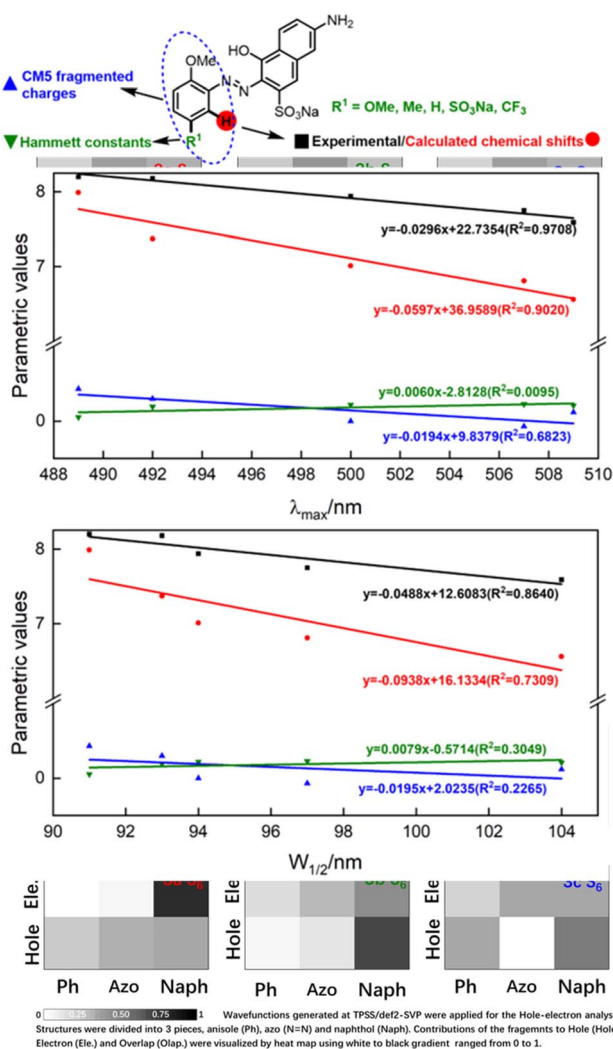 NH₂
HO
OMe
CM5 fragmented
charges
N
N
SO₃Na
H
R¹ = OMe, Me, H, SO₃Na, CF₃
R¹
Hammett constants
Experimental/Calculated chemical shifts
8
y=-0.0296x+22.7354(R²=0.9708)
7
y=-0.0597x+36.9589(R²=0.9020)
Parametric values
y=0.0060x-2.8128(R²=0.0095)
0
y=-0.0194x+9.8379(R²=0.6823)
488 490 492 494 496 498 500 502 504 506 508 510
λmax/nm
8
y=-0.0488x+12.6083(R²=0.8640)
7
y=-0.0938x+16.1334(R²=0.7309)
Parametric values
y=0.0079x-0.5714(R²=0.3049)
0
y=-0.0195x+2.0235(R²=0.2265)
90 92 94 96 98 100 102 104
W1/2/nm
Ele. Hole
Hole
Hole
Ph Azo Naph
Ph Azo Naph
Ph Azo Naph
0 0.25 0.5 0.75 1 Wavefunctions generated at TPSS/def2-SVP were applied for the Hole-electron
Structures were divided into 3 pieces, anisole (Ph), azo (N=N) and naphthol (Naph). Contributions of the fragemnts to Hole
Electron (Ele.) and Overlap (Olap.) were visualized by heat map using white to black gradient ranged from 0 to 1.